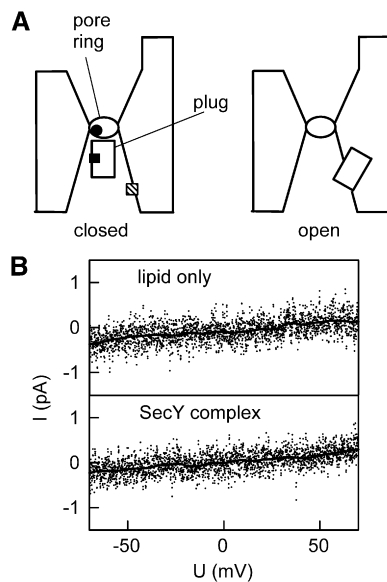 A
pore
ring
plug
closed
open
B
1
lipid only
0
-1
I (pA)
1
SecY complex
0
-1
-50
0
50
U (mV)